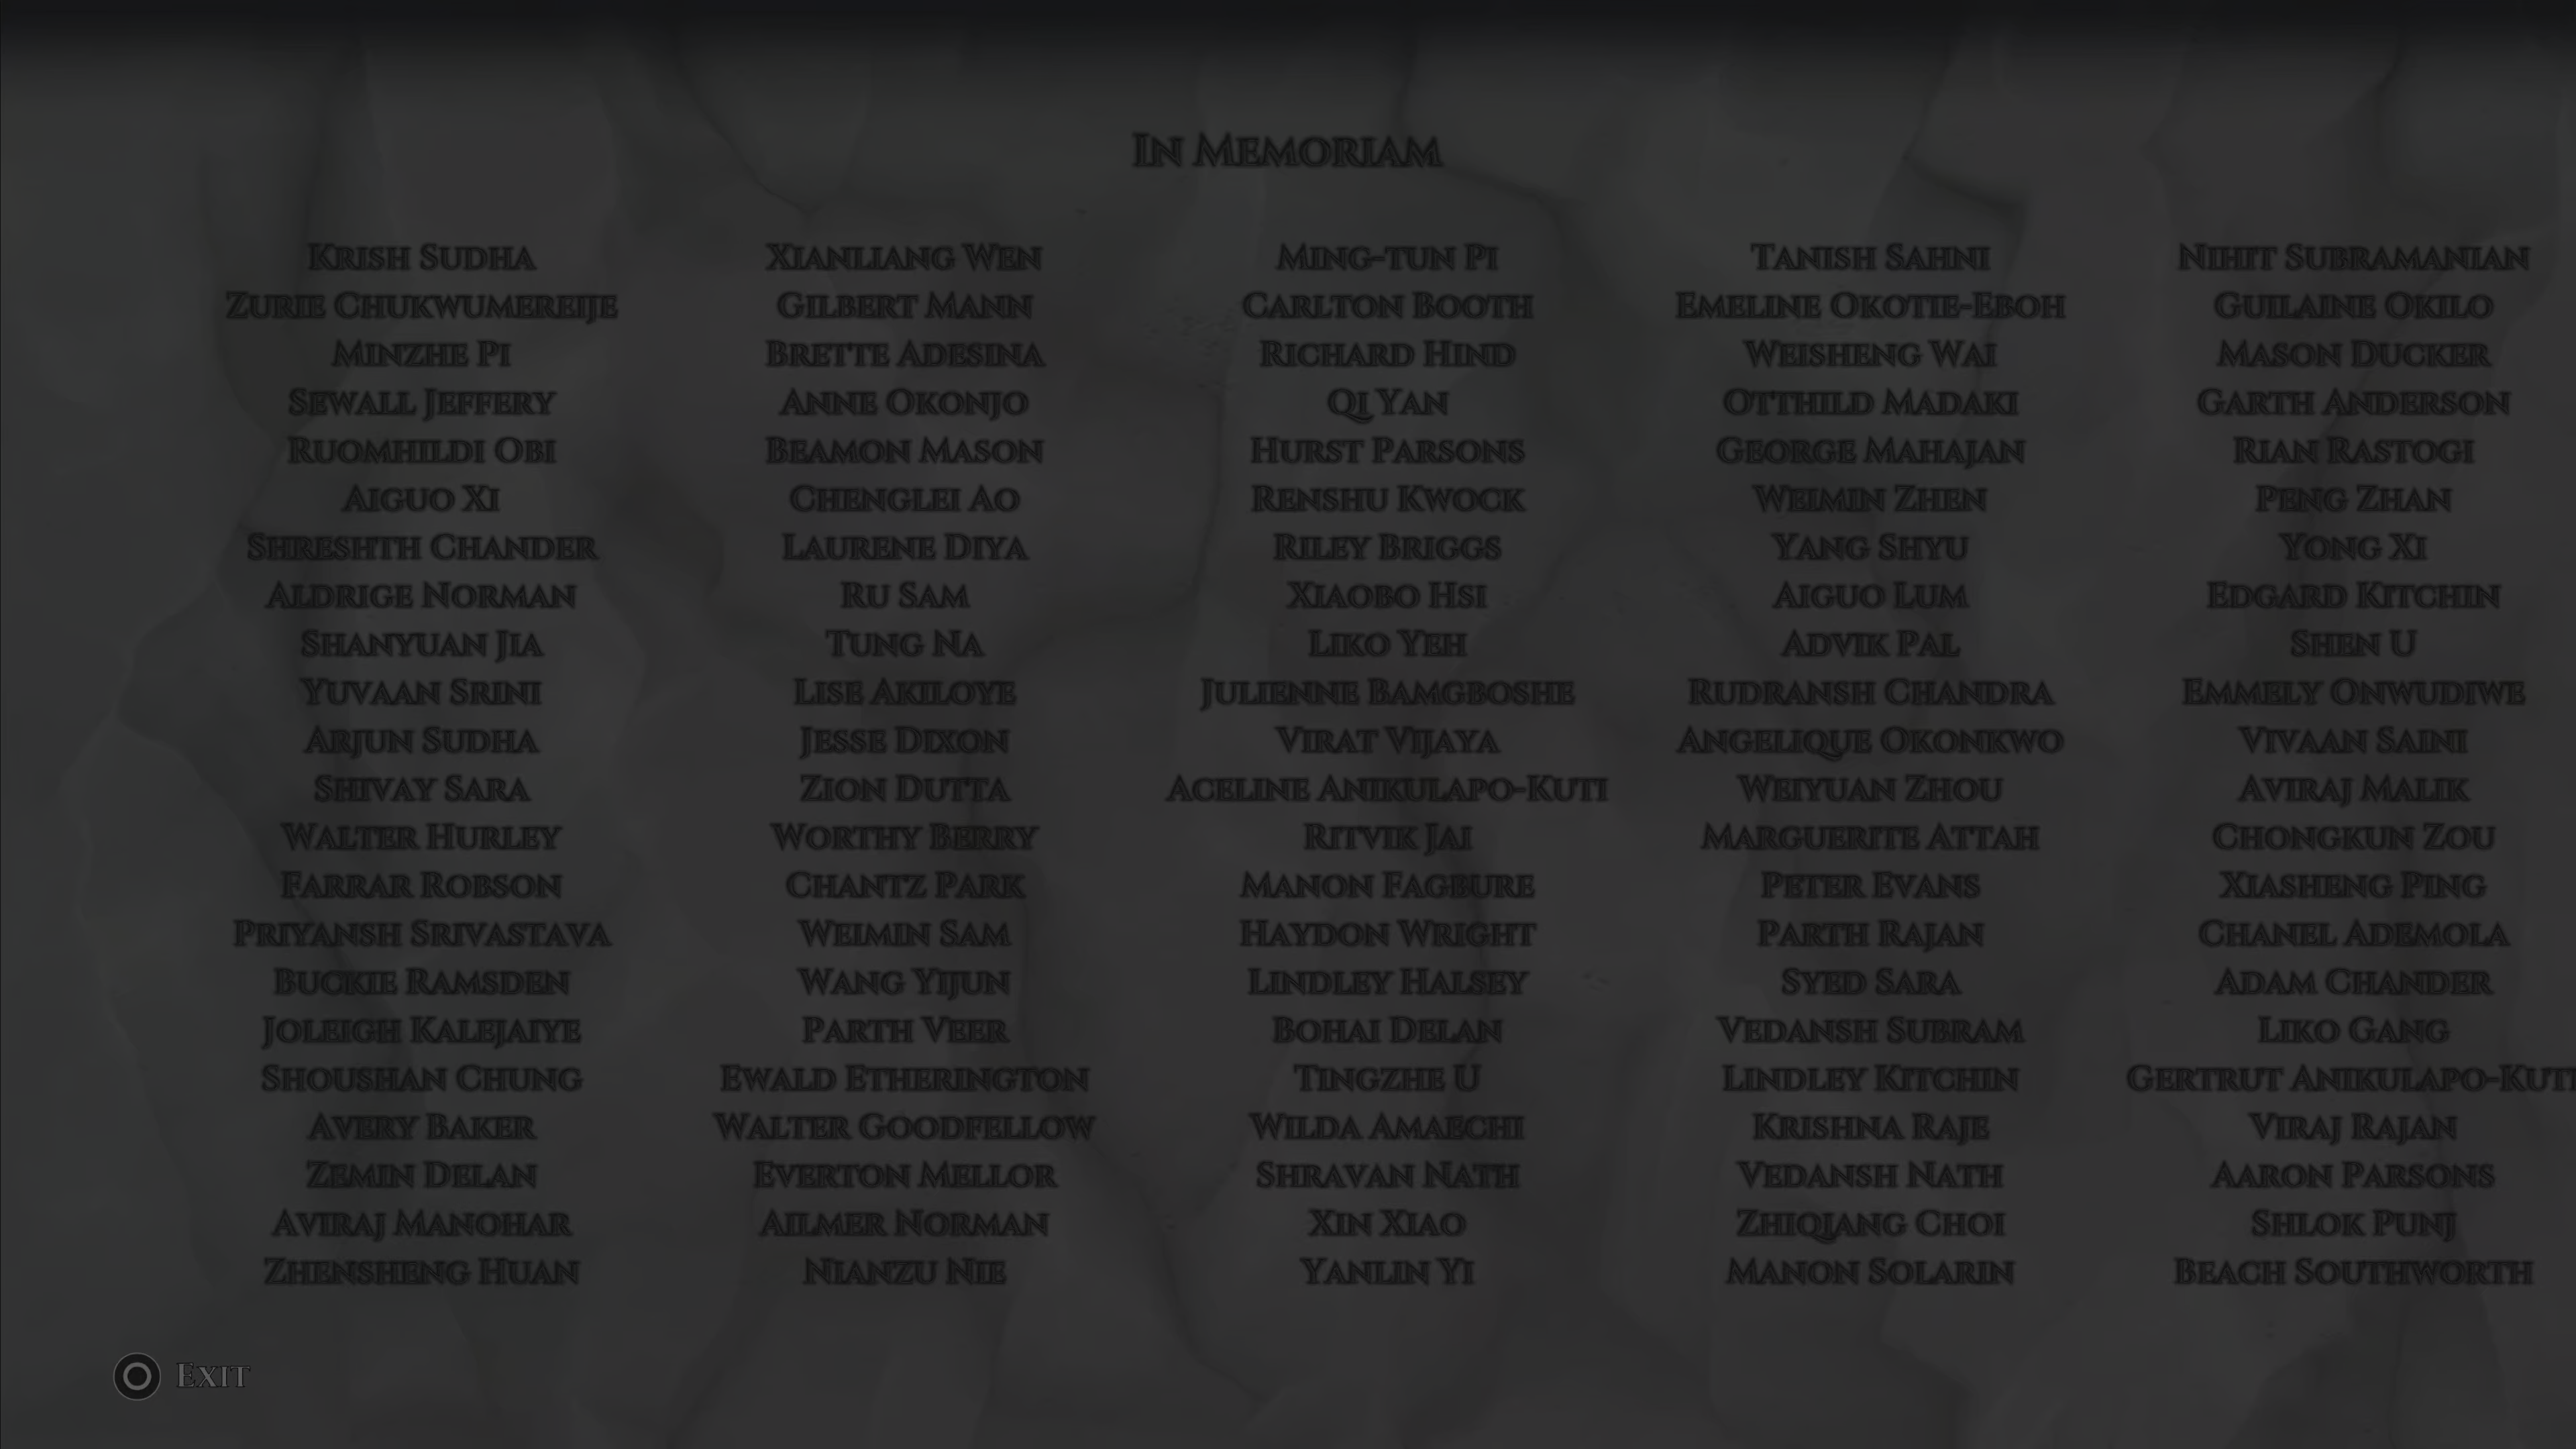 In Memoriam
Krish Sudha
Zurie Chukwumereije
Minzhe Pi
Sewall Jeffery
Ruomhildi Obi
Aiguo Xi
Shreshth Chander
Aldrige Norman
Shanyuan Jia
Yuvaan Srini
Arjun Sudha
Shivay Sara
Walter Hurley
Farrar Robson
Priyansh Srivastava
Buckie Ramsden
Joleigh Kalejaiye
Shoushan Chung
Avery Baker
Zemin Delan
Aviraj Manohar
Zhensheng Huan
Xianliang Wen
Gilbert Mann
Brette Adesina
Anne Okonjo
Beamon Mason
Chenglei Ao
Laurene Diya
Ru Sam
Tung Na
Lise Akiloye
Jesse Dixon
Zion Dutta
Worthy Berry
Chantz Park
Weimin Sam
Wang Yijun
Parth Veer
Ewald Etherington
Walter Goodfellow
Everton Mellor
Ailmer Norman
Nianzu Nie
Ming-tun Pi
Carlton Booth
Richard Hind
Qi Yan
Hurst Parsons
Renshu Kwock
Riley Briggs
Xiaobo Hsi
Liko Yeh
Julienne Bamgboshe
Virat Vijaya
Aceline Anikulapo-Kuti
Ritvik Jai
Manon Fagbure
Haydon Wright
Lindley Halsey
Bohai Delan
Tingzhe U
Wilda Amaechi
Shravan Nath
Xin Xiao
Yanlin Yi
Tanish Sahni
Emeline Okotie-Eboh
Weisheng Wai
Otthild Madaki
George Mahajan
Weimin Zhen
Yang Shyu
Aiguo Lum
Advik Pal
Rudransh Chandra
Angelique Okonkwo
Weiyuan Zhou
Marguerite Attah
Peter Evans
Parth Rajan
Syed Sara
Vedansh Subram
Lindley Kitchin
Krishna Raje
Vedansh Nath
Zhiqiang Choi
Manon Solarin
Nihit Subramanian
Guilaine Okilo
Mason Ducker
Garth Anderson
Rian Rastogi
Peng Zhan
Yong Xi
Edgard Kitchin
Shen U
Emmely Onwudiwe
Vivaan Saini
Aviraj Malik
Chongkun Zou
Xiasheng Ping
Chanel Ademola
Adam Chander
Liko Gang
Gertrut Anikulapo-Kuti
Viraj Rajan
Aaron Parsons
Shlok Punj
Beach Southworth
Exit